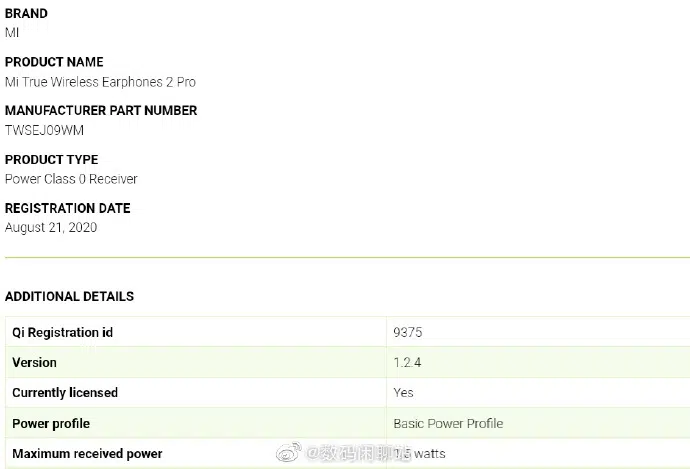 BRAND
MI
PRODUCT NAME
Mi True Wireless Earphones 2 Pro
MANUFACTURER PART NUMBER
TWSEJ09WM
PRODUCT TYPE
Power Class 0 Receiver
REGISTRATION DATE
August 21, 2020
ADDITIONAL DETAILS
Qi Registration id 9375
Version 1.2.4
Currently licensed Yes
Power profile Basic Power Profile
Maximum received power watts
@数码闲聊站